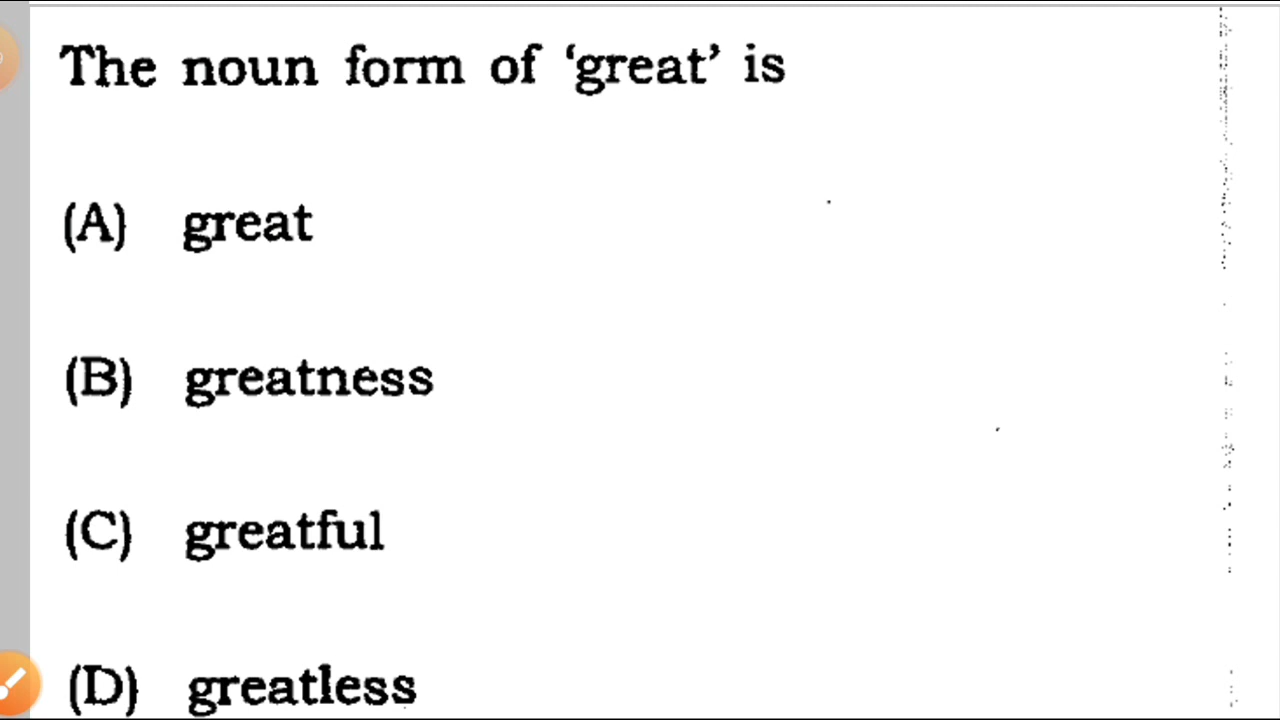 The noun form of ‘great’ is
(A) great
(B) greatness
(C) greatful
(D) greatless